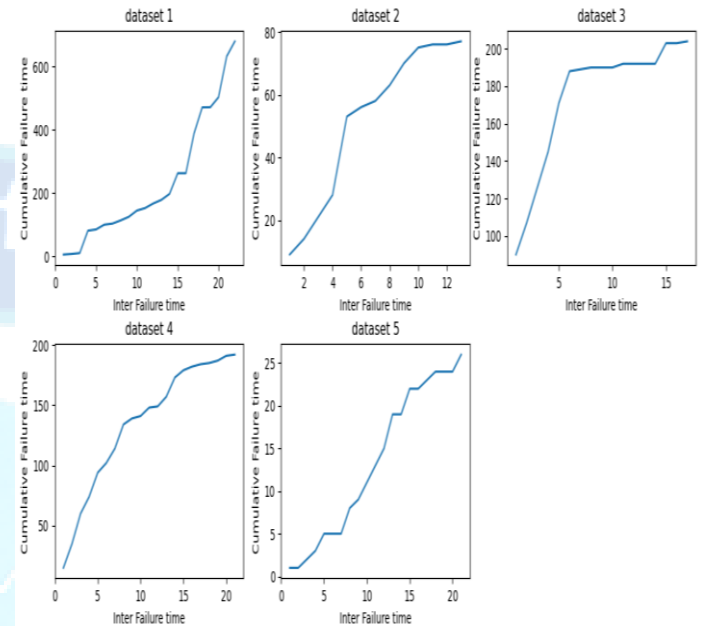 dataset 1
Cumulative Failure time
600
400
200
0
0 5 10 15 20
Inter Failure time
dataset 2
Cumulative Failure time
80
60
40
20
2 4 6 8 10 12
Inter Failure time
dataset 3
Cumulative Failure time
200
180
160
140
120
100
5 10 15
Inter Failure time
dataset 4
Cumulative Failure time
200
150
100
50
0 5 10 15 20
Inter Failure time
dataset 5
Cumulative Failure time
25
20
15
10
5
0
0 5 10 15 20
Inter Failure time